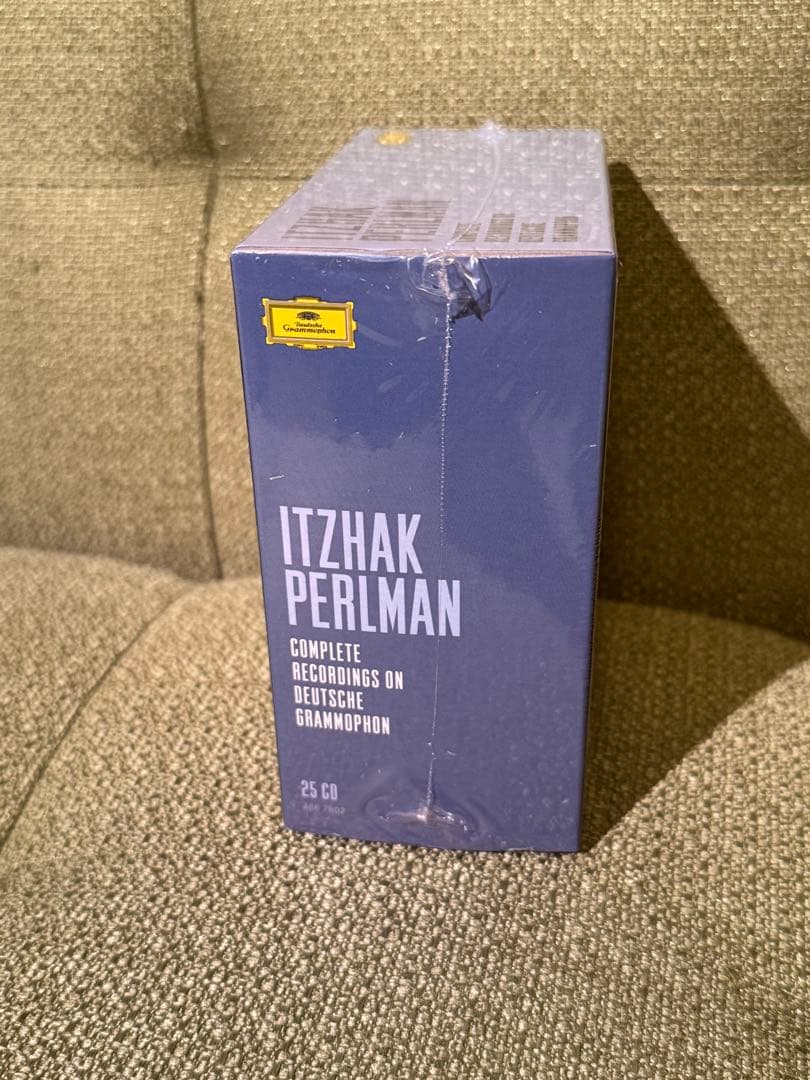 Deutsche
Grammophon
ITZHAK
PERLMAN
COMPLETE
RECORDINGS ON
DEUTSCHE
GRAMMOPHON
25 CD